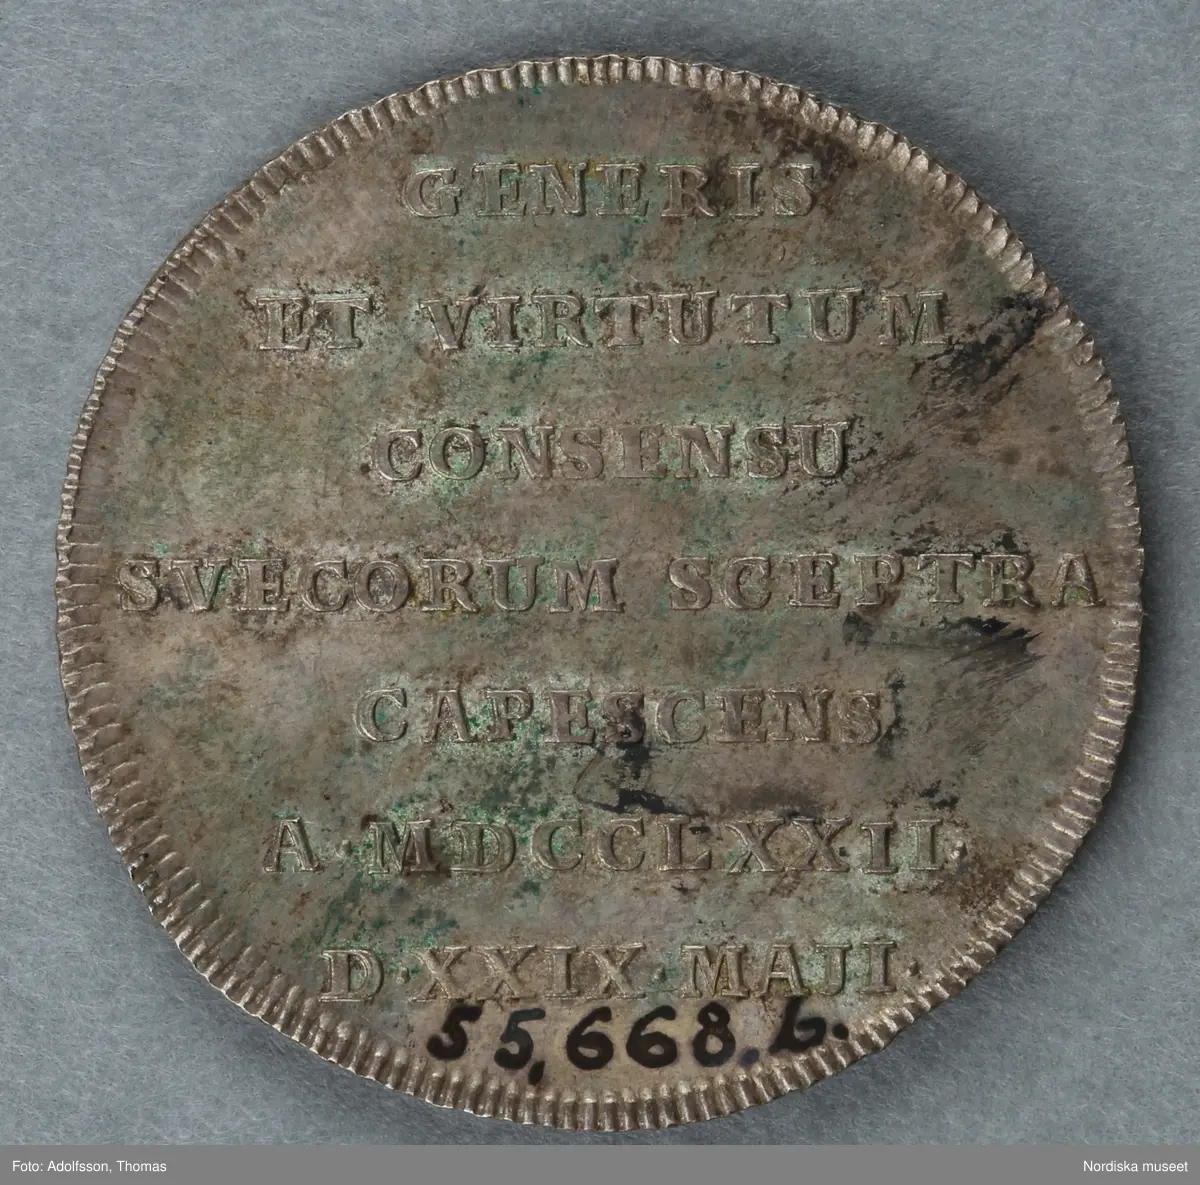 GENERIS
ET VIRTUTUM
CONSENSU
SVECORUM SCEPTRA
CAPESCENS
A·MDCCLXXII·
D·XXIX·MAJI·
55,668.b.
Foto: Adolfsson, Thomas
Nordiska museet